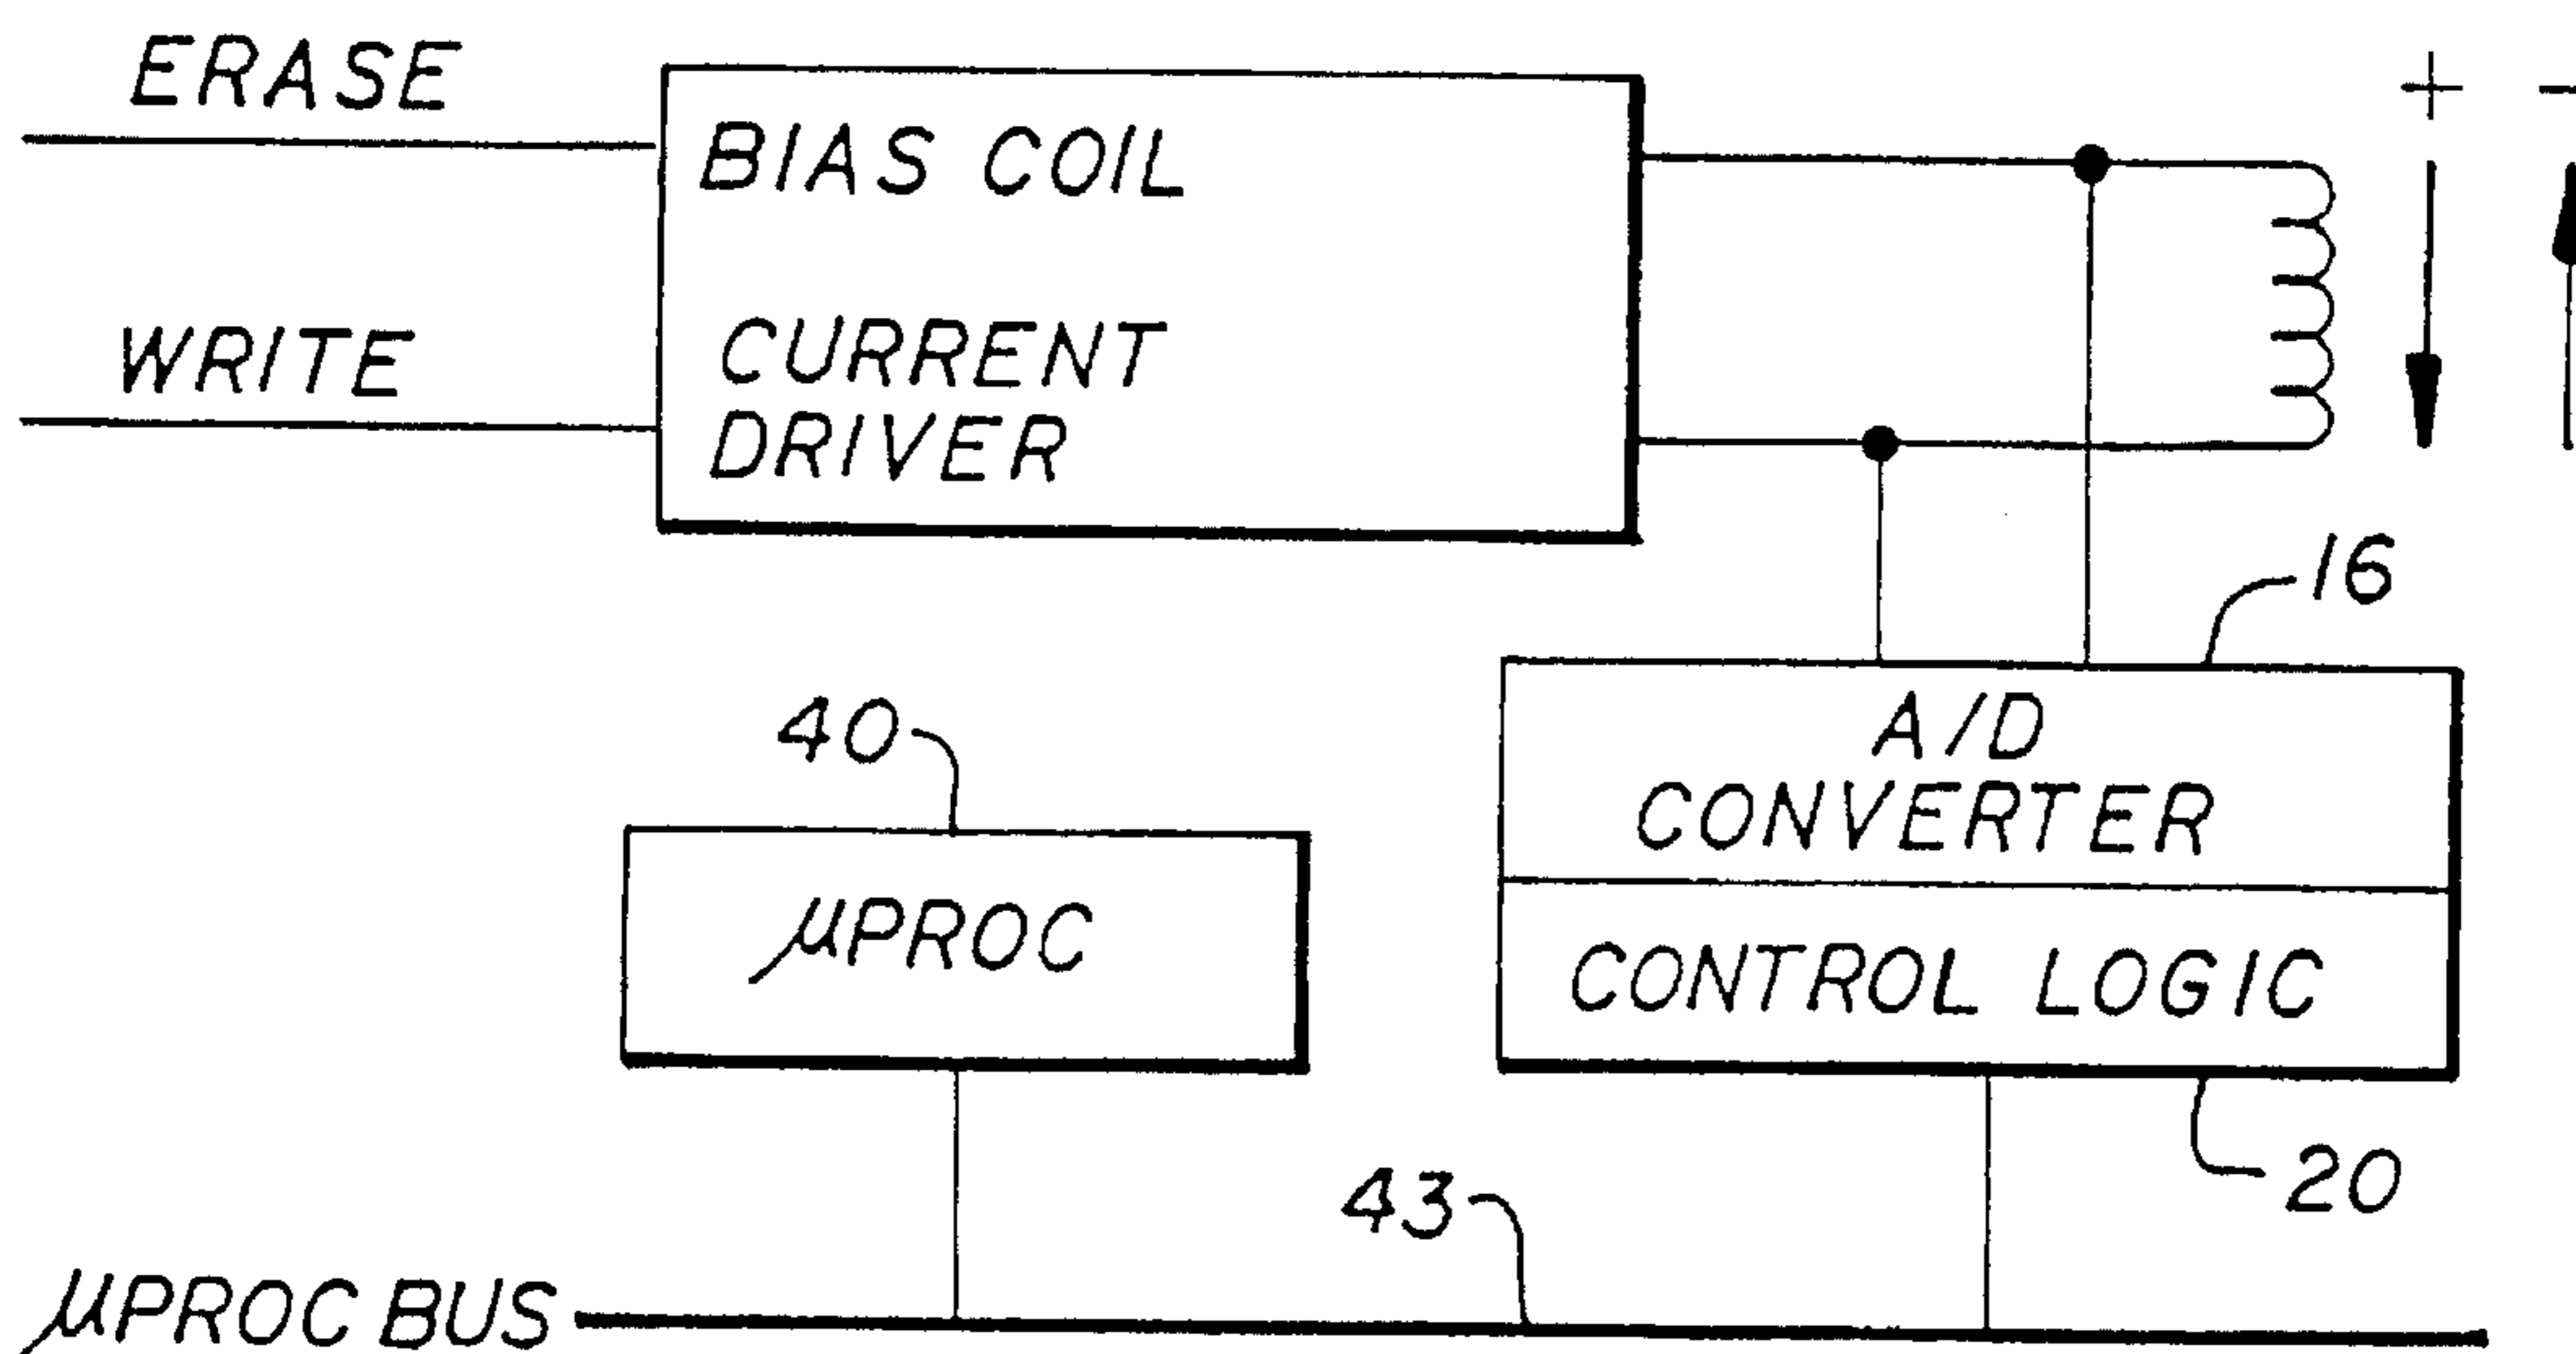 ERASE
+ -
BIAS COIL
WRITE
CURRENT
DRIVER
16
40
A/D
CONVERTER
μPROC
CONTROL LOGIC
43
20
μPROC BUS